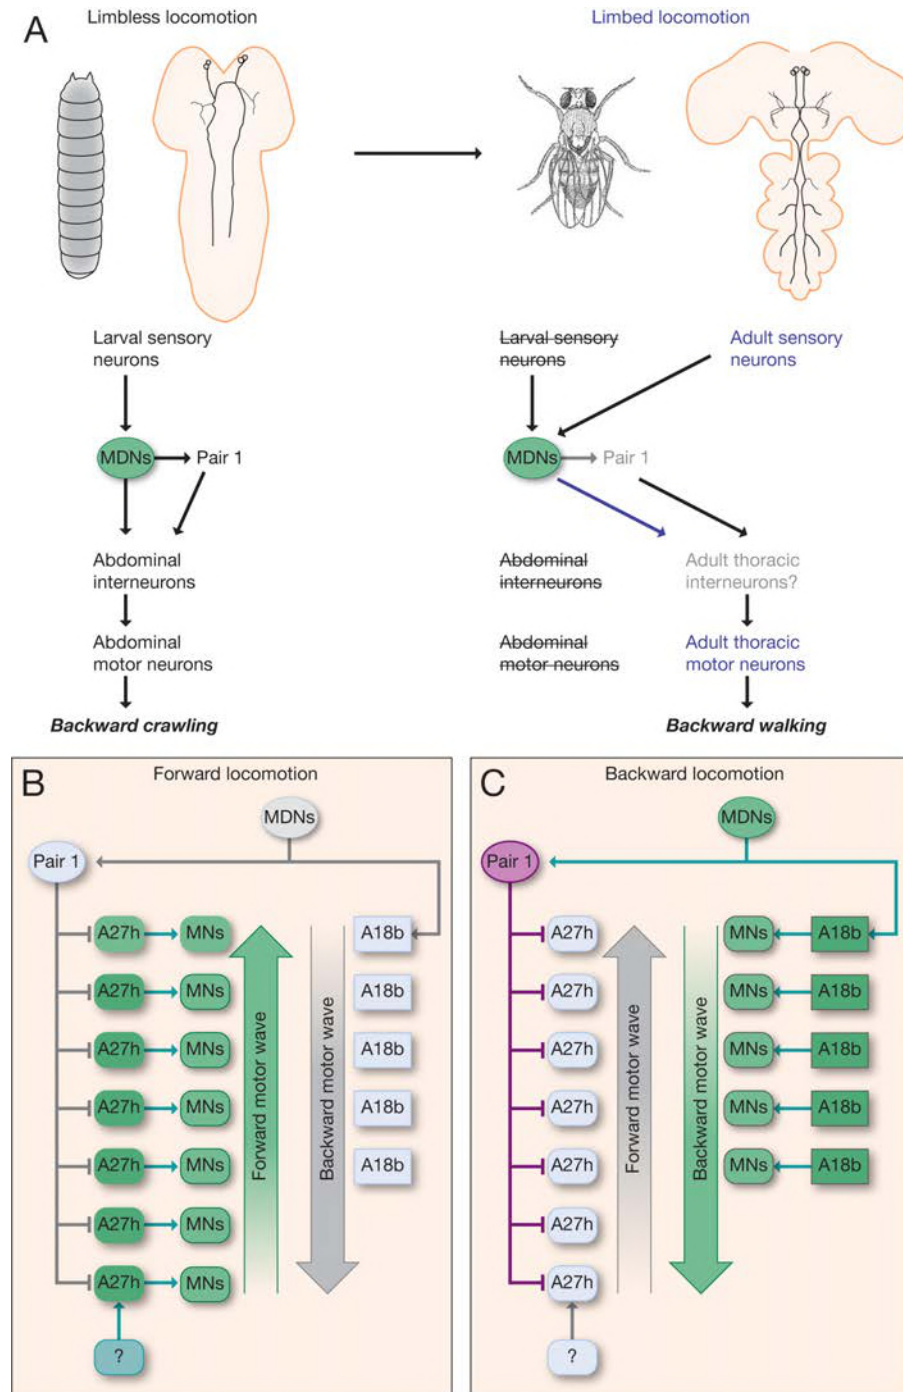 A
Limbless locomotion
Limbed locomotion
Larval sensory
neurons
MDNs
Pair 1
Abdominal
interneurons
Abdominal
motor neurons
Backward crawling
Larval sensory
neurons
Adult sensory
neurons
MDNs
Pair 1
Abdominal
interneurons
Adult thoracic
interneurons?
Abdominal
motor neurons
Adult thoracic
motor neurons
Backward walking
B
Forward locomotion
MDNs
Pair 1
A27h MNs A18b
A27h MNs A18b
A27h MNs A18b
A27h MNs A18b
A27h MNs A18b
A27h MNs
A27h MNs
?
Forward motor wave
Backward motor wave
C
Backward locomotion
MDNs
Pair 1
A27h MNs A18b
A27h MNs A18b
A27h MNs A18b
A27h MNs A18b
A27h MNs A18b
A27h
A27h
?
Forward motor wave
Backward motor wave